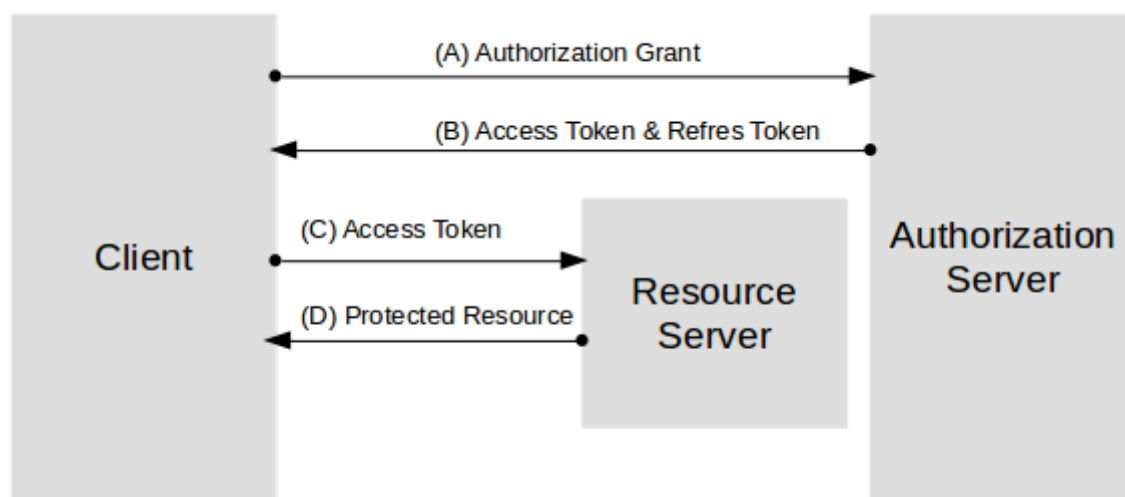 (A) Authorization Grant
(B) Access Token & Refres Token
(C) Access Token
Client
Authorization
Server
Resource
Server
(D) Protected Resource